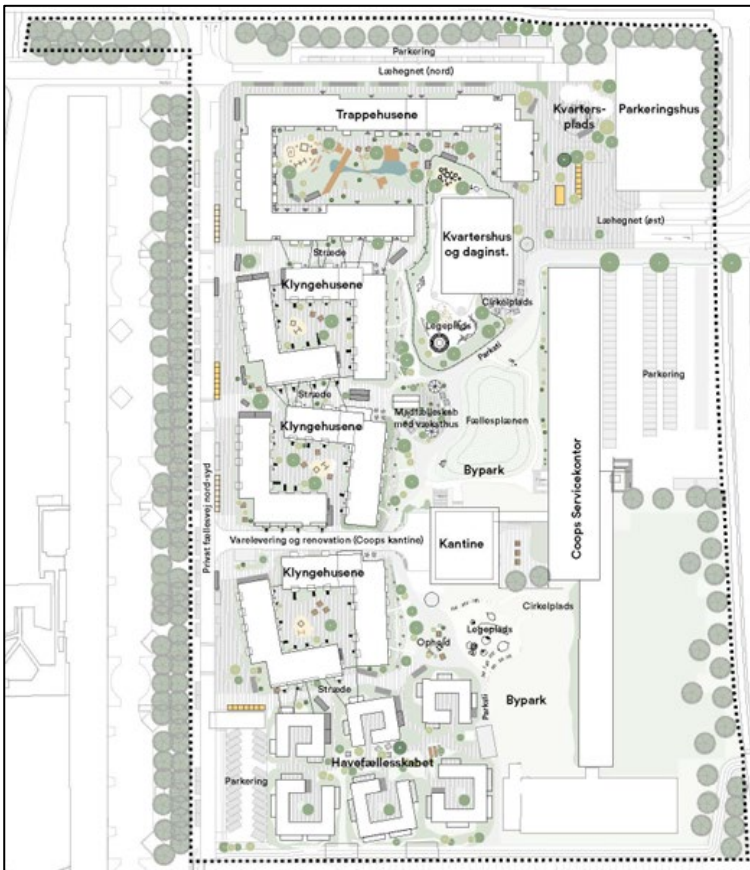 Parkering
Læhegnet (nord)
Trappehusene
Kvarters-
plads
Parkeringshus
Læhegnet (øst)
Kvartershus
og daginst.
Stræde
Klyngehusene
Cirkelplads
Legeplads
Parksti
Parkering
Stræde
Madfælleskab
med væksthus
Fællesplænen
Klyngehusene
Bypark
Coops Servicekontor
Privat fællesvej nord-syd
Varelevering og renovation (Coops kantine)
Kantine
Klyngehusene
Cirkelplads
Legeplads
Ophold
Stræde
Parksti
Bypark
Havefællesskabet
Parkering